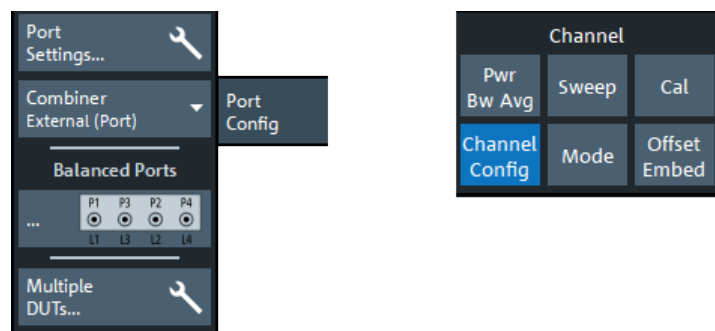 Port
Settings...
Combiner
External (Port)
Balanced Ports
...
P1 P3 P2 P4
L1 L3 L2 L4
Multiple
DUTs...
Port
Config
Channel
Pwr
Bw Avg
Sweep
Cal
Channel
Config
Mode
Offset
Embed